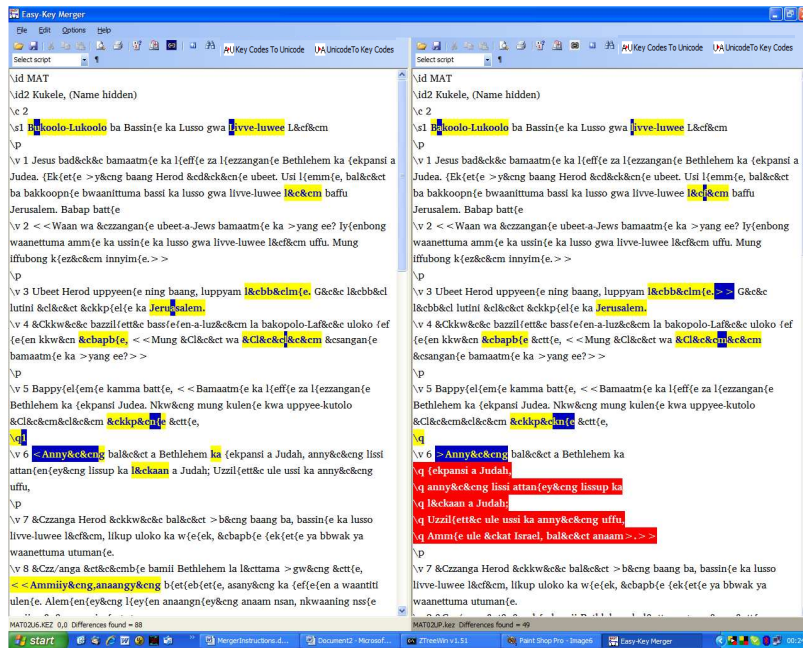 Easy-Key Merger
File Edit Options Help
Key Codes To Unicode UnicodeTo Key Codes
Select script ¶
\id MAT
\id2 Kukele, (Name hidden)
\c 2
\s1 Bukoolo-Lukoolo ba Bassin{e ka Lusso gwa Livve-luwee L&cf&cm
\p
\v 1 Jesus bad&ck&c bamaatm{e ka l{eff{e za l{ezzangan{e Bethlehem ka {ekpansi a
Judea. {Ek{et{e >y&cng baang Herod &cd&ck&cn{e ubeet. Usi l{emm{e, bal&c&ct
ba bakkoopn{e bwaanittuma bassi ka lusso gwa livve-luwee l&c&cm baffu
Jerusalem. Babap batt{e
\v 2 <<Waan wa &czzangan{e ubeet-a-Jews bamaatm{e ka >yang ee? Iy{enbong
waanettuma amm{e ka ussin{e ka lusso gwa livve-luwee l&cf&cm uffu. Mung
iffubong k{ez&c&cm innyim{e.>>
\p
\v 3 Ubeet Herod uppyeen{e ning baang, luppyam l&cbb&clm{e. G&c&c l&cbb&cl
lutini &cl&c&ct &ckkp{el{e ka Jerusalem.
\v 4 &Ckkw&c&c bazzil{ett&c bass{e{en-a-luz&c&cm la bakopolo-Laf&c&c uloko {ef
{e{en kkw&cn &cbapb{e, <<Mung &Cl&c&ct wa &Cl&c&cl&c&cm &csangan{e
bamaatm{e ka >yang ee?>>
\p
\v 5 Bappy{el{em{e kamma batt{e, <<Bamaatm{e ka l{eff{e za l{ezzangan{e
Bethlehem ka {ekpansi Judea. Nkw&cng mung kulen{e kwa uppyee-kutolo
&Cl&c&cm&cl&c&cm &ckkp&cn{e &ctt{e,
\q1
\v 6 <Anny&c&cng bal&c&ct a Bethlehem ka {ekpansi a Judah, anny&c&cng lissi
attan{en{ey&cng lissup ka l&ckaan a Judah; Uzzil{ett&c ule ussi ka anny&c&cng
uffu,
\p
\v 7 &Czzanga Herod &ckkw&c&c bal&c&ct >b&cng baang ba, bassin{e ka lusso
livve-luwee l&cf&cm, likup uloko ka w{e{ek, &cbapb{e {ek{et{e ya bbwak ya
waanettuma utuman{e.
\v 8 &Czz/anga &ct&c&cmb{e bamii Bethlehem la l&cttama >gw&cng &ctt{e,
<<Ammiiy&cng,anaangy&cng b{et{eb{et{e, asany&cng ka {ef{e{en a waantiti
ulen{e. Alem{en{ey&cng l{ey{en anaangn{ey&cng anaam nsan, nkwaaning nss{e
MAT02U6.KEZ 0,0 Differences found = 88
Key Codes To Unicode UnicodeTo Key Codes
Select script ¶
\id MAT
\id2 Kukele, (Name hidden)
\c 2
\s1 Bakoolo-Lukoolo ba Bassin{e ka Lusso gwa livve-luwee L&cf&cm
\p
\v 1 Jesus bad&ck&c bamaatm{e ka l{eff{e za l{ezzangan{e Bethlehem ka {ekpansi a
Judea. {Ek{et{e >y&cng baang Herod &cd&ck&cn{e ubeet. Usi l{emm{e, bal&c&ct
ba bakkoopn{e bwaanittuma bassi ka lusso gwa livve-luwee baffu
Jerusalem. Babap batt{e
\v 2 <<Waan wa &czzangan{e ubeet-a-Jews bamaatm{e ka >yang ee? Iy{enbong
waanettuma amm{e ka ussin{e ka lusso gwa livve-luwee l&cf&cm uffu. Mung
iffubong k{ez&c&cm innyim{e.>>
\p
\v 3 Ubeet Herod uppyeen{e ning baang, luppyam l&cbb&clm{e.>> G&c&c
l&cbb&cl lutini &cl&c&ct &ckkp{el{e ka Jerusalem.
\v 4 &Ckkw&c&c bazzil{ett&c bass{e{en-a-luz&c&cm la bakopolo-Laf&c&c uloko {ef
{e{en kkw&cn &cbapb{e &ctt{e, <<Mung &Cl&c&ct wa &Cl&c&cm&c&cm
&csangan{e bamaatm{e ka >yang ee?>>
\p
\v 5 Bappy{el{em{e kamma batt{e, <<Bamaatm{e ka l{eff{e za l{ezzangan{e
Bethlehem ka {ekpansi Judea. Nkw&cng mung kulen{e kwa uppyee-kutolo
&Cl&c&cm&cl&c&cm &ckkp&ckn{e &ctt{e,
\q
\v 6 >Anny&c&cng bal&c&ct a Bethlehem ka
\q {ekpansi a Judah,
\q anny&c&cng lissi attan{ey&cng lissup ka
\q l&ckaan a Judah;
\q Uzzil{ett&c ule ussi ka anny&c&cng uffu,
\q Amm{e ule &ckat Israel, bal&c&ct anaam>.>>
\p
\v 7 &Czzanga Herod &ckkw&c&c bal&c&ct >b&cng baang ba, bassin{e ka lusso
livve-luwee l&cf&cm, likup uloko ka w{e{ek, &cbapb{e {ek{et{e ya bbwak ya
waanettuma utuman{e.
MAT02UP.kez Differences found = 49
start MergerInstructions.d... Document2 - Microsof... ZTreeWin v1.51 Paint Shop Pro - Image6 Easy-Key Merger